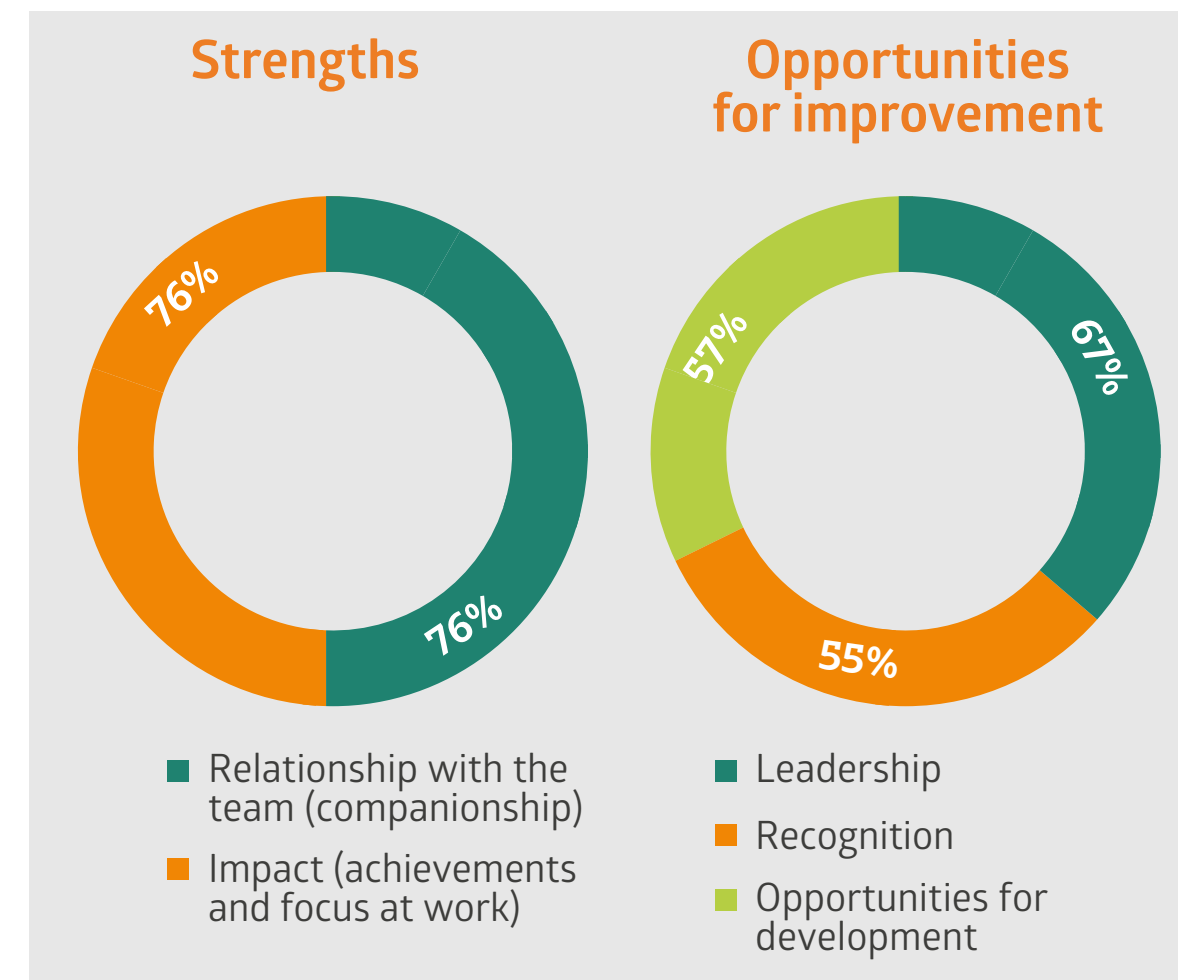 Strengths
76%
76%
Relationship with the
team (companionship)
Impact (achievements
and focus at work)
Opportunities
for improvement
57%
67%
55%
Leadership
Recognition
Opportunities for
development